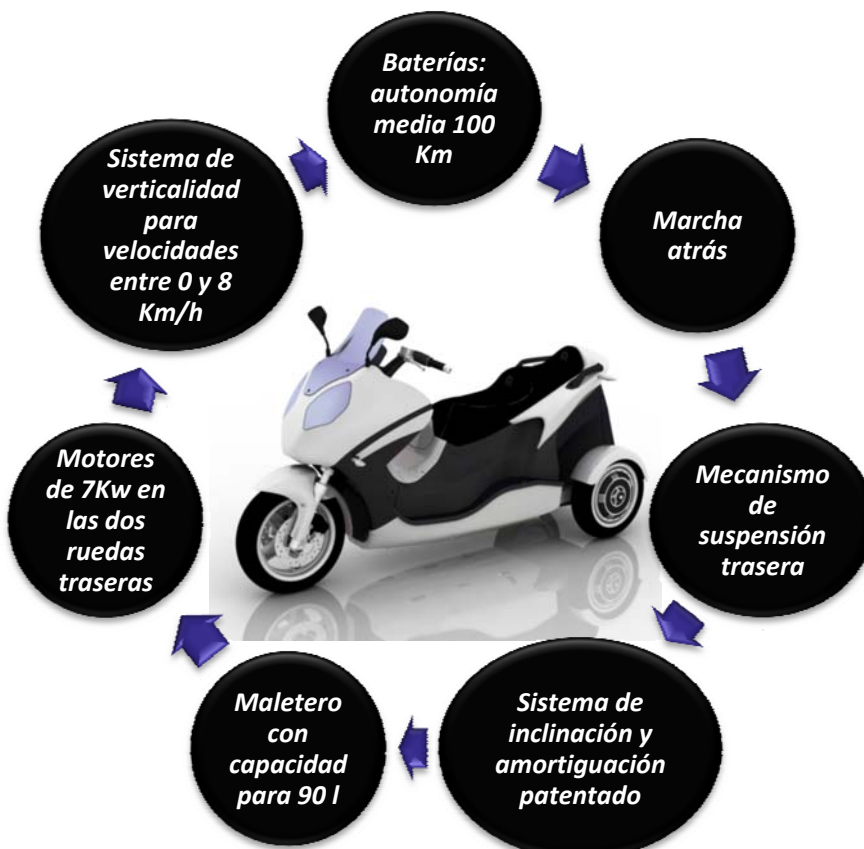 Baterías:
autonomía
media 100
Km
Marcha
atrás
Mecanismo
de
suspensión
trasera
Sistema de
inclinación y
amortiguación
patentado
Maletero
con
capacidad
para 90 l
Motores
de 7Kw en
las dos
ruedas
traseras
Sistema de
verticalidad
para
velocidades
entre 0 y 8
Km/h